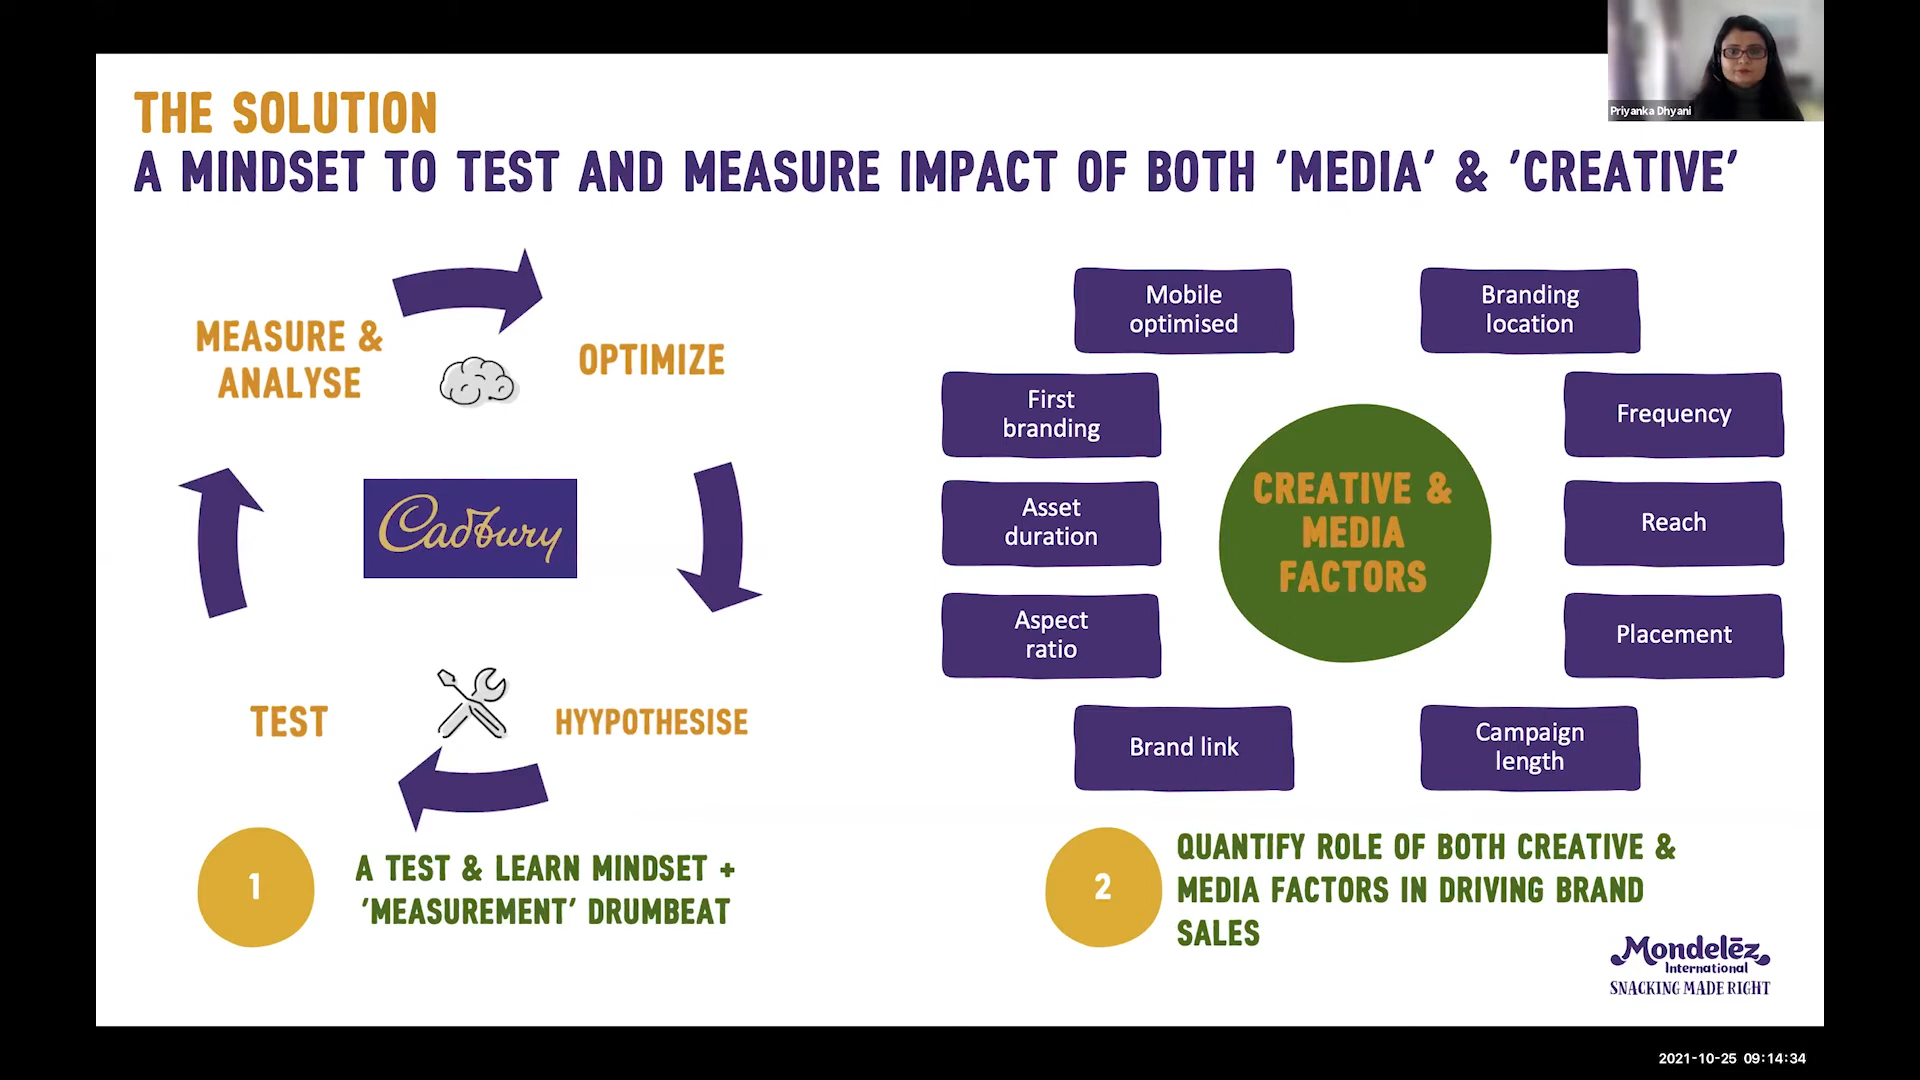 Priyanka Dhyani
THE SOLUTION
A MINDSET TO TEST AND MEASURE IMPACT OF BOTH 'MEDIA' & 'CREATIVE'
MEASURE &
ANALYSE
OPTIMIZE
Cadbury
TEST
HYYPOTHESISE
1
A TEST & LEARN MINDSET +
'MEASUREMENT' DRUMBEAT
Mobile
optimised
Branding
location
First
branding
Frequency
Asset
duration
CREATIVE &
MEDIA
FACTORS
Reach
Aspect
ratio
Placement
Brand link
Campaign
length
2
QUANTIFY ROLE OF BOTH CREATIVE &
MEDIA FACTORS IN DRIVING BRAND
SALES
Mondelēz
International
SNACKING MADE RIGHT
2021-10-25 09:14:34